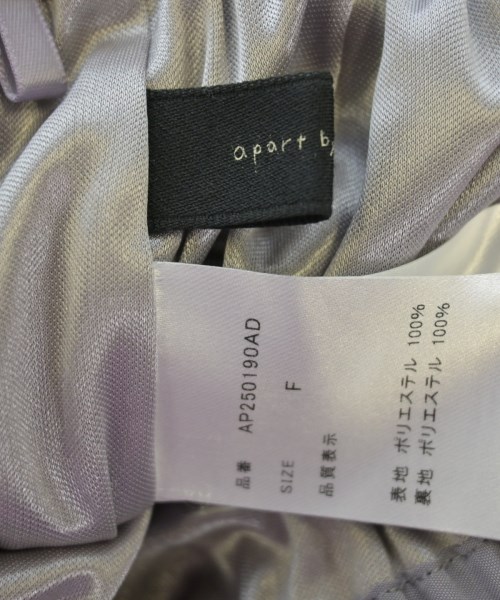 apart b
品番 AP250190AD
SIZE F
品質表示
表地 ポリエステル 100%
裏地 ポリエステル 100%